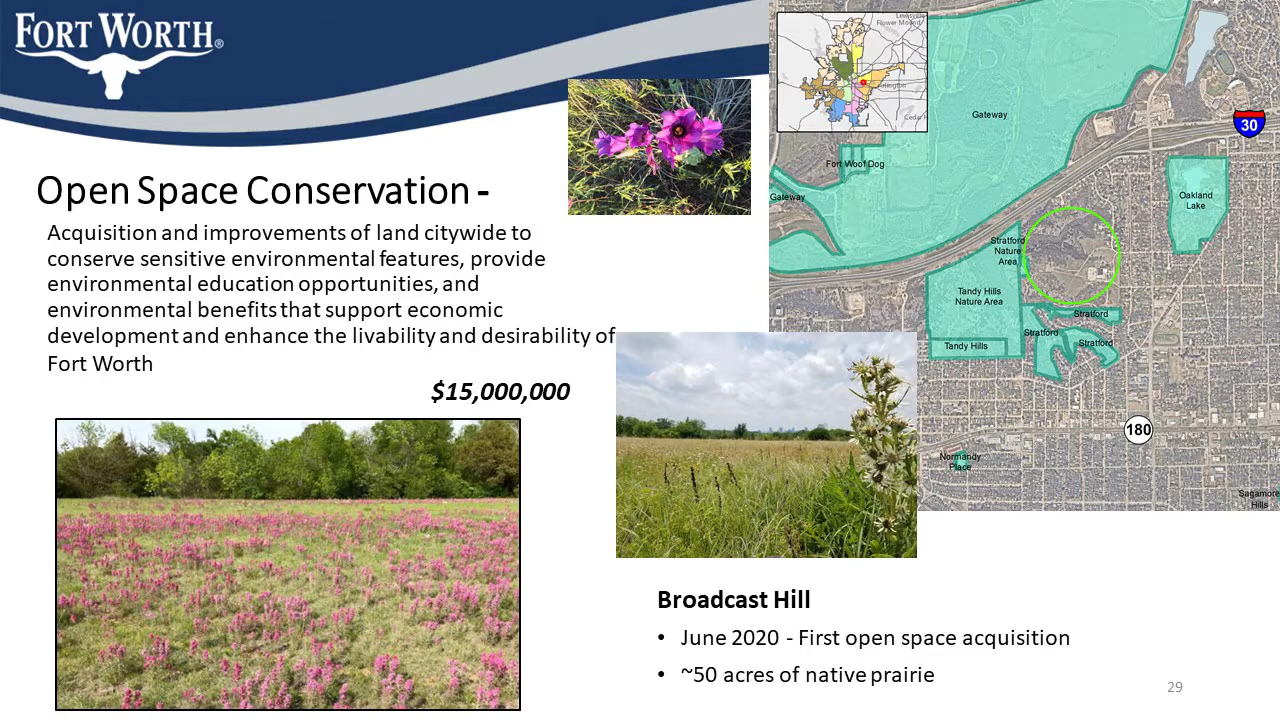 FORT WORTH®
Open Space Conservation -
Acquisition and improvements of land citywide to
conserve sensitive environmental features, provide
environmental education opportunities, and
environmental benefits that support economic
development and enhance the livability and desirability of
Fort Worth
$15,000,000
Lewisville
Flower Mound
Arlington
Gateway
30
Fort Woof Dog
Gateway
Oakland
Lake
Stratford
Nature
Area
Tandy Hills
Nature Area
Stratford
Stratford
Stratford
Tandy Hills
180
Normandy
Place
Sagamore
Hills
Broadcast Hill
• June 2020 - First open space acquisition
• ~50 acres of native prairie
29